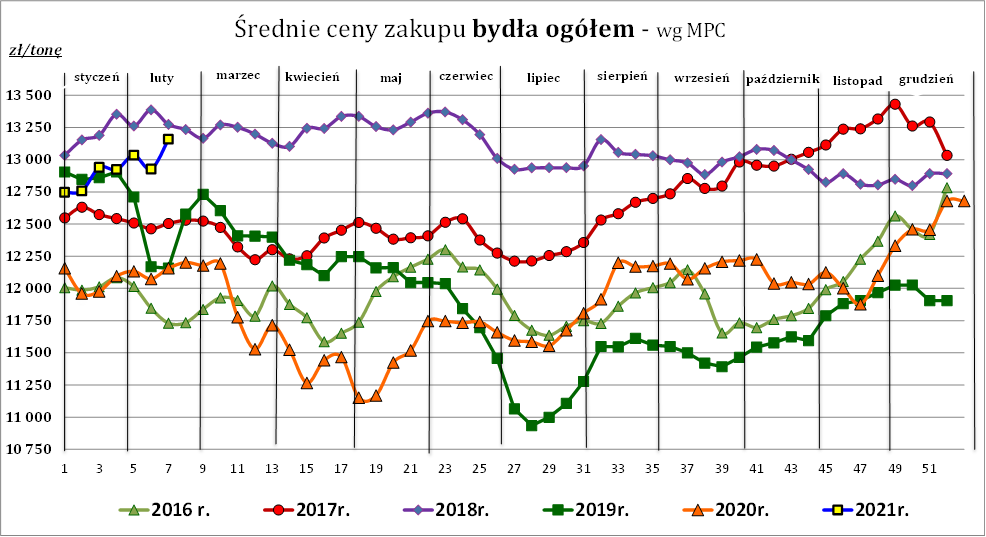 Średnie ceny zakupu bydła ogółem - wg MPC
zł/tonę
styczeń luty marzec kwiecień maj czerwiec lipiec sierpień wrzesień październik listopad grudzień
13 500
13 250
13 000
12 750
12 500
12 250
12 000
11 750
11 500
11 250
11 000
10 750
1 3 5 7 9 11 13 15 17 19 21 23 25 27 29 31 33 35 37 39 41 43 45 47 49 51
2016 r. 2017r. 2018r. 2019r. 2020r. 2021r.